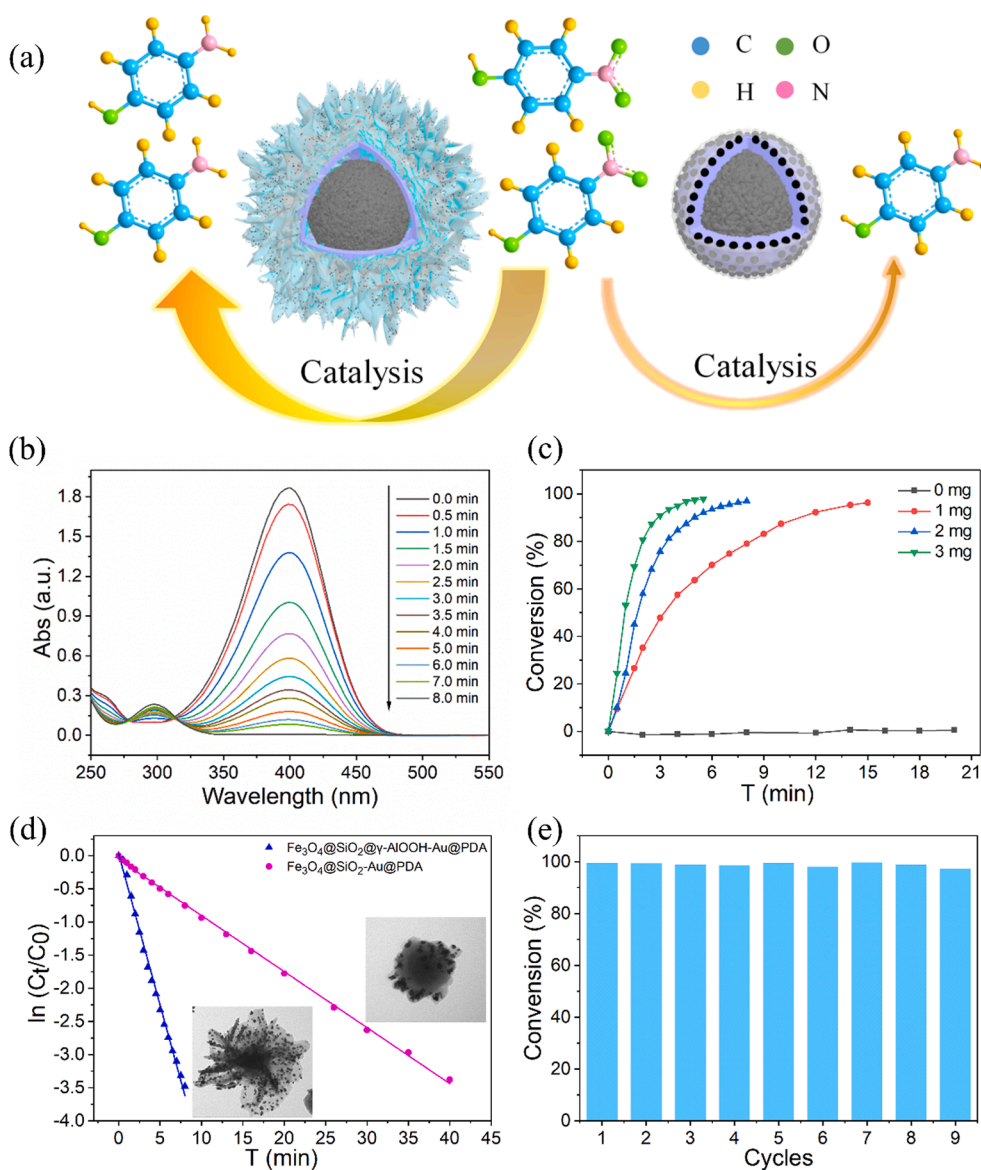 (a)
C O
H N
Catalysis
Catalysis
(b)
Abs (a.u.)
1.8
1.5
1.2
0.9
0.6
0.3
0.0
250 300 350 400 450 500 550
Wavelength (nm)
0.0 min
0.5 min
1.0 min
1.5 min
2.0 min
2.5 min
3.0 min
3.5 min
4.0 min
5.0 min
6.0 min
7.0 min
8.0 min
(c)
Conversion (%)
100
80
60
40
20
0
0 3 6 9 12 15 18 21
T (min)
0 mg
1 mg
2 mg
3 mg
(d)
ln (Ct/C0)
0.0
-0.5
-1.0
-1.5
-2.0
-2.5
-3.0
-3.5
-4.0
0 5 10 15 20 25 30 35 40 45
T (min)
Fe₃O₄@SiO₂@γ-AlOOH-Au@PDA
Fe₃O₄@SiO₂-Au@PDA
(e)
Convension (%)
100
80
60
40
20
0
1 2 3 4 5 6 7 8 9
Cycles